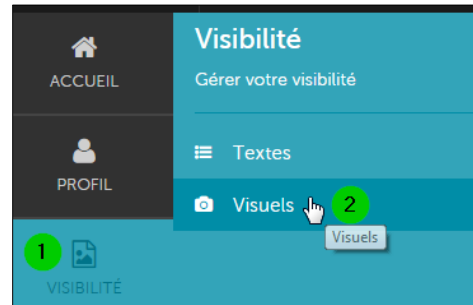 ACCUEIL
PROFIL
1
VISIBILITÉ
Visibilité
Gérer votre visibilité
Textes
Visuels 2
Visuels